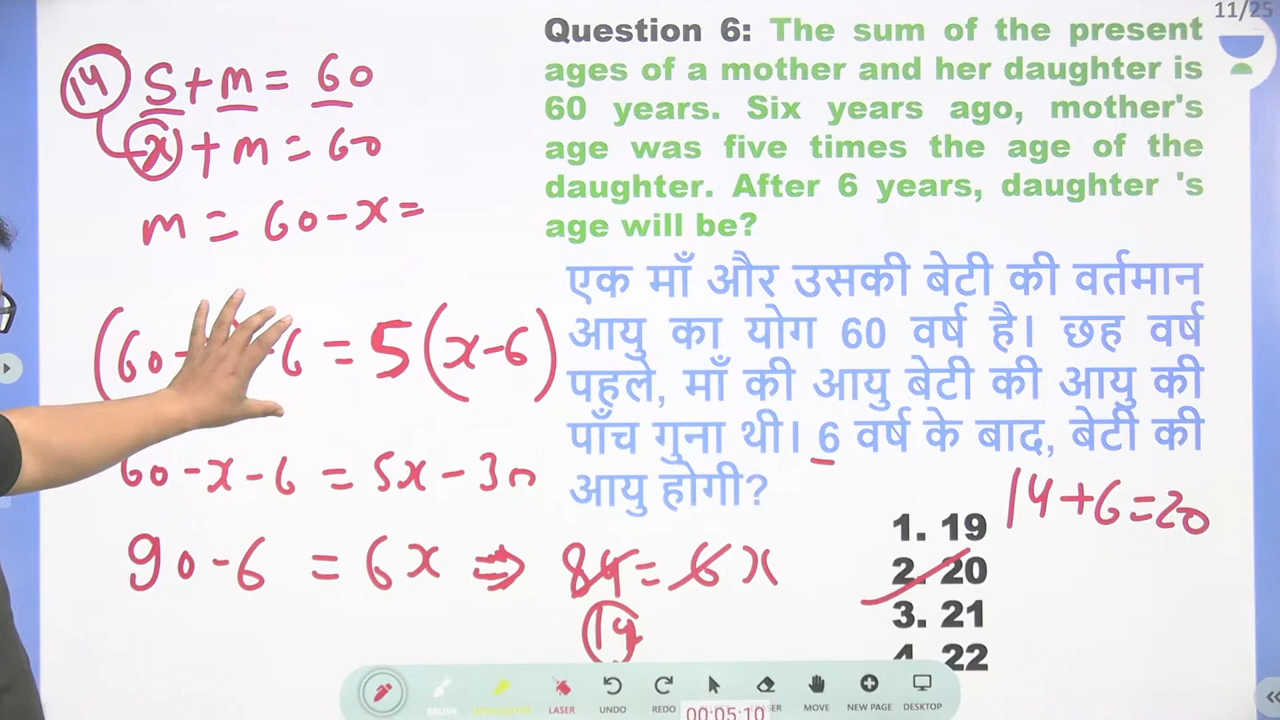 11/25
Question 6: The sum of the present
ages of a mother and her daughter is
60 years. Six years ago, mother's
age was five times the age of the
daughter. After 6 years, daughter 's
age will be?
एक माँ और उसकी बेटी की वर्तमान
आयु का योग 60 वर्ष है। छह वर्ष
पहले, माँ की आयु बेटी की आयु की
पाँच गुना थी। 6 वर्ष के बाद, बेटी की
आयु होगी?
1. 19
2. 20
3. 21
4. 22
14+6=20
14
S+m=60
x+m=60
m=60-x=
(60- -6=5(x-6)
60-x-6=5x-30
90-6=6x⇒84=6x
14
LASER
UNDO
REDO
MOVE
NEW PAGE
DESKTOP
00:05:10